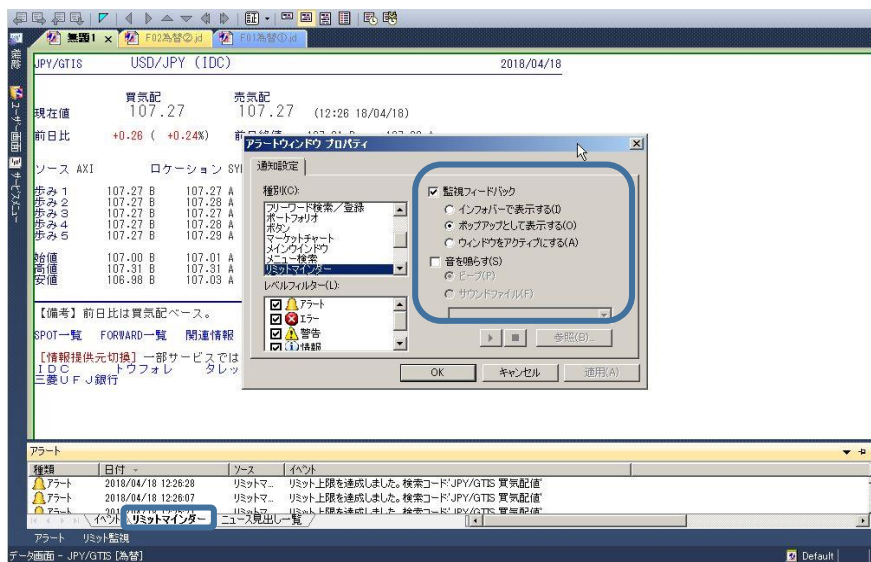 無題1 × F02為替②.jd F01為替①.jd
ユーザー画面
サービスメニュー
JPY/GTIS USD/JPY (IDC) 2018/04/18
買気配 売気配
現在値 107.27 107.27 (12:26 18/04/18)
前日比 +0.26 ( +0.24%)
ソース AXI ロケーション
歩み1 107.27 B 107.27 A
歩み2 107.27 B 107.28 A
歩み3 107.27 B 107.27 A
歩み4 107.27 B 107.28 A
歩み5 107.27 B 107.29 A
始値 107.00 B 107.01 A
高値 107.31 B 107.31 A
安値 106.98 B 107.03 A
【備考】前日比は買気配ベース。
SPOT一覧 FORWARD一覧 関連情報
[情報提供元切換] 一部サービスでは
IDC トウフォレ タレッ
三菱UFJ銀行
アラートウィンドウ プロパティ
通知設定
種別(C):
フリーワード検索/登録
ポートフォリオ
ボタン
マーケットチャート
メインウインドウ
メニュー検索
リミットマインダー
レベルフィルター(L):
アラート
エラー
警告
情報
監視フィードバック
インフォバーで表示する(I)
ポップアップとして表示する(O)
ウィンドウをアクティブにする(A)
音を鳴らす(S)
ビープ(P)
サウンドファイル(F)
参照(B)...
OK キャンセル 適用(A)
アラート
種類 日付 ソース イベント
アラート 2018/04/18 12:26:28 リミットマ... リミット上限を達成しました。検索コード'JPY/GTIS 買気配値'
アラート 2018/04/18 12:26:07 リミットマ... リミット上限を達成しました。検索コード'JPY/GTIS 買気配値'
イベント リミットマインダー ニュース見出し一覧
アラート リミット監視
データ画面 - JPY/GTIS [為替] Default